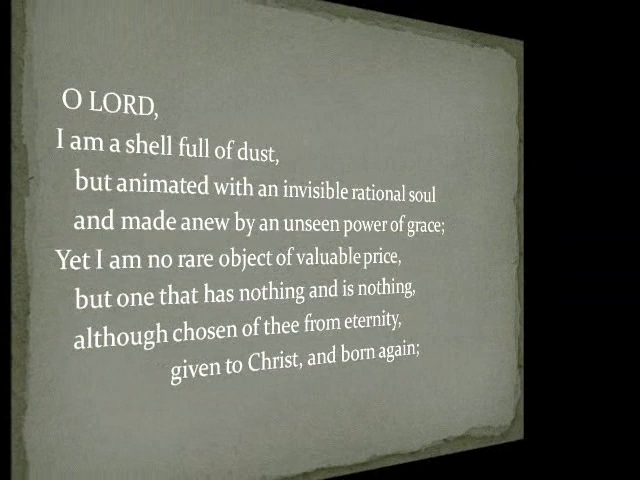 O LORD,
I am a shell full of dust,
but animated with an invisible rational soul
and made anew by an unseen power of grace;
Yet I am no rare object of valuable price,
but one that has nothing and is nothing,
although chosen of thee from eternity,
given to Christ, and born again;